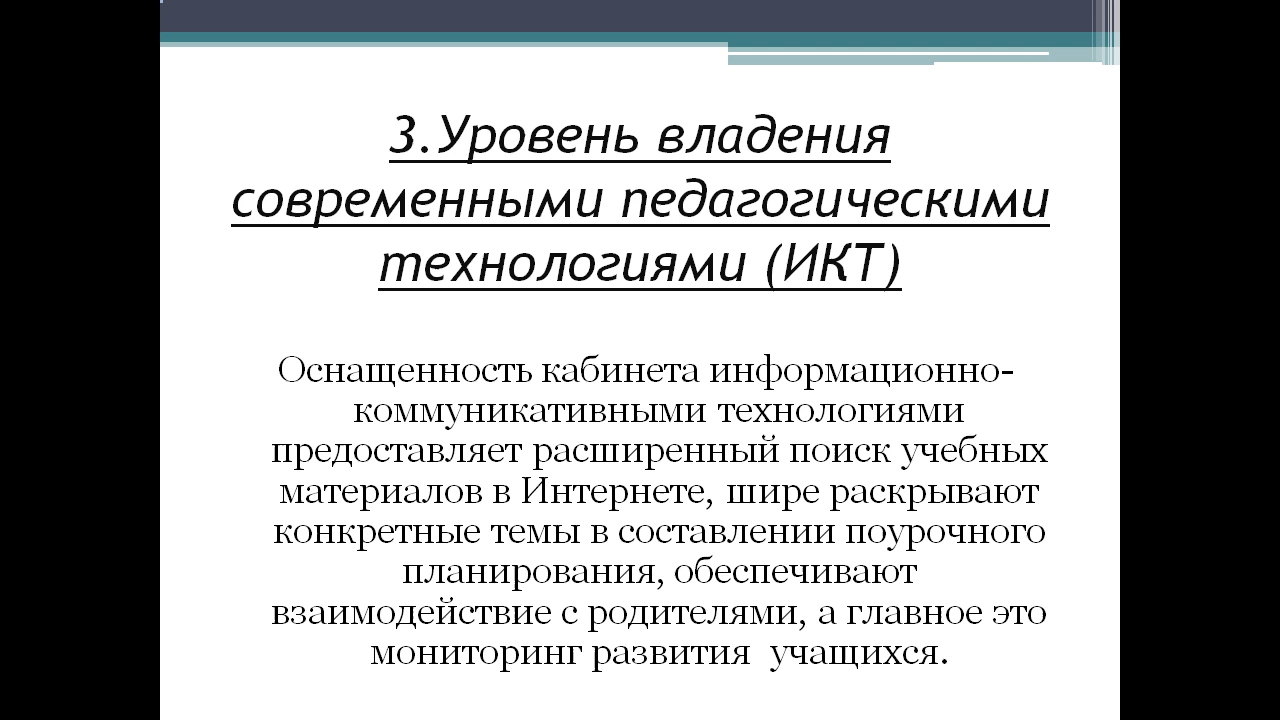 3.Уровень владения
современными педагогическими
технологиями (ИКТ)
Оснащенность кабинета информационно-
коммуникативными технологиями
предоставляет расширенный поиск учебных
материалов в Интернете, шире раскрывают
конкретные темы в составлении поурочного
планирования, обеспечивают
взаимодействие с родителями, а главное это
мониторинг развития  учащихся.